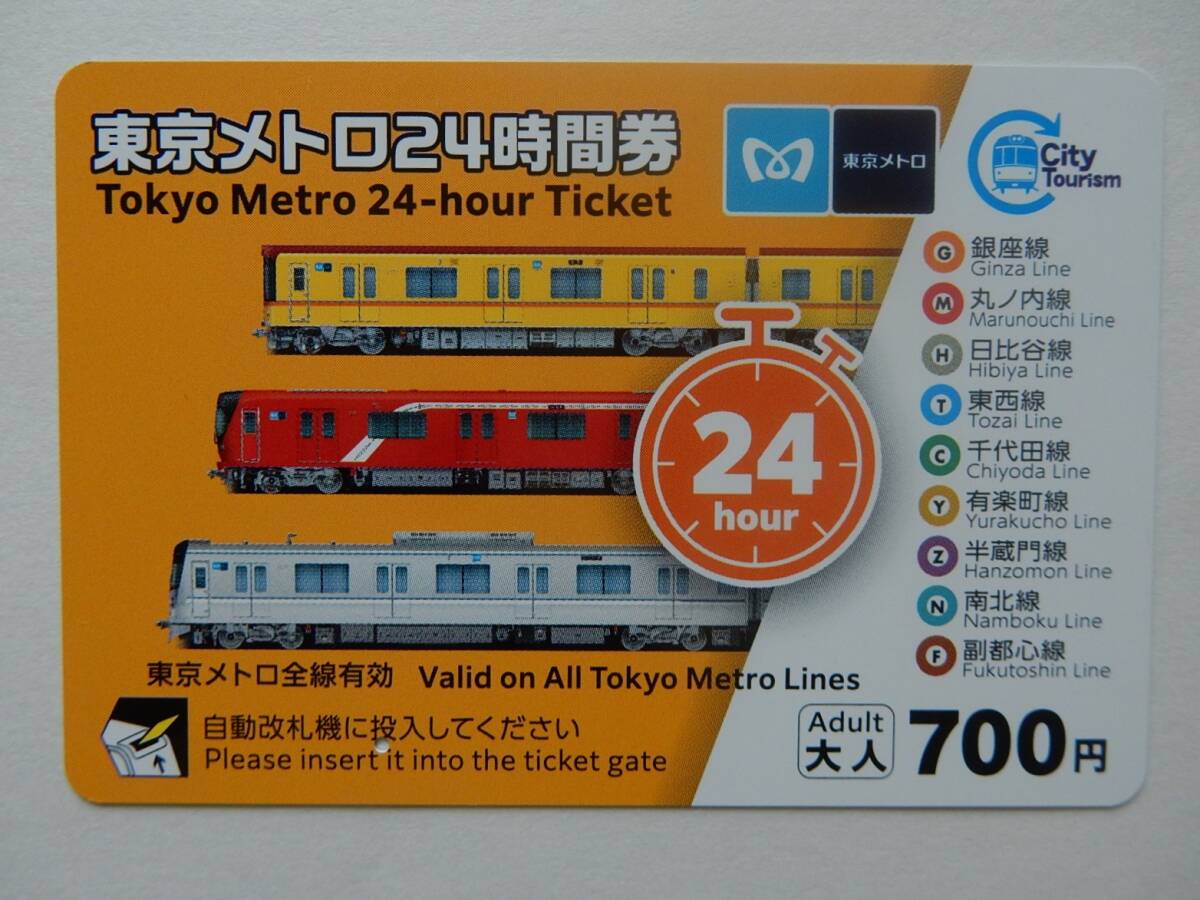 東京メトロ24時間券
Tokyo Metro 24-hour Ticket
東京メトロ
City
Tourism
G 銀座線
Ginza Line
M 丸ノ内線
Marunouchi Line
H 日比谷線
Hibiya Line
T 東西線
Tozai Line
C 千代田線
Chiyoda Line
Y 有楽町線
Yurakucho Line
Z 半蔵門線
Hanzomon Line
N 南北線
Namboku Line
F 副都心線
Fukutoshin Line
24
hour
東京メトロ全線有効 Valid on All Tokyo Metro Lines
自動改札機に投入してください
Please insert it into the ticket gate
Adult
大人
700円